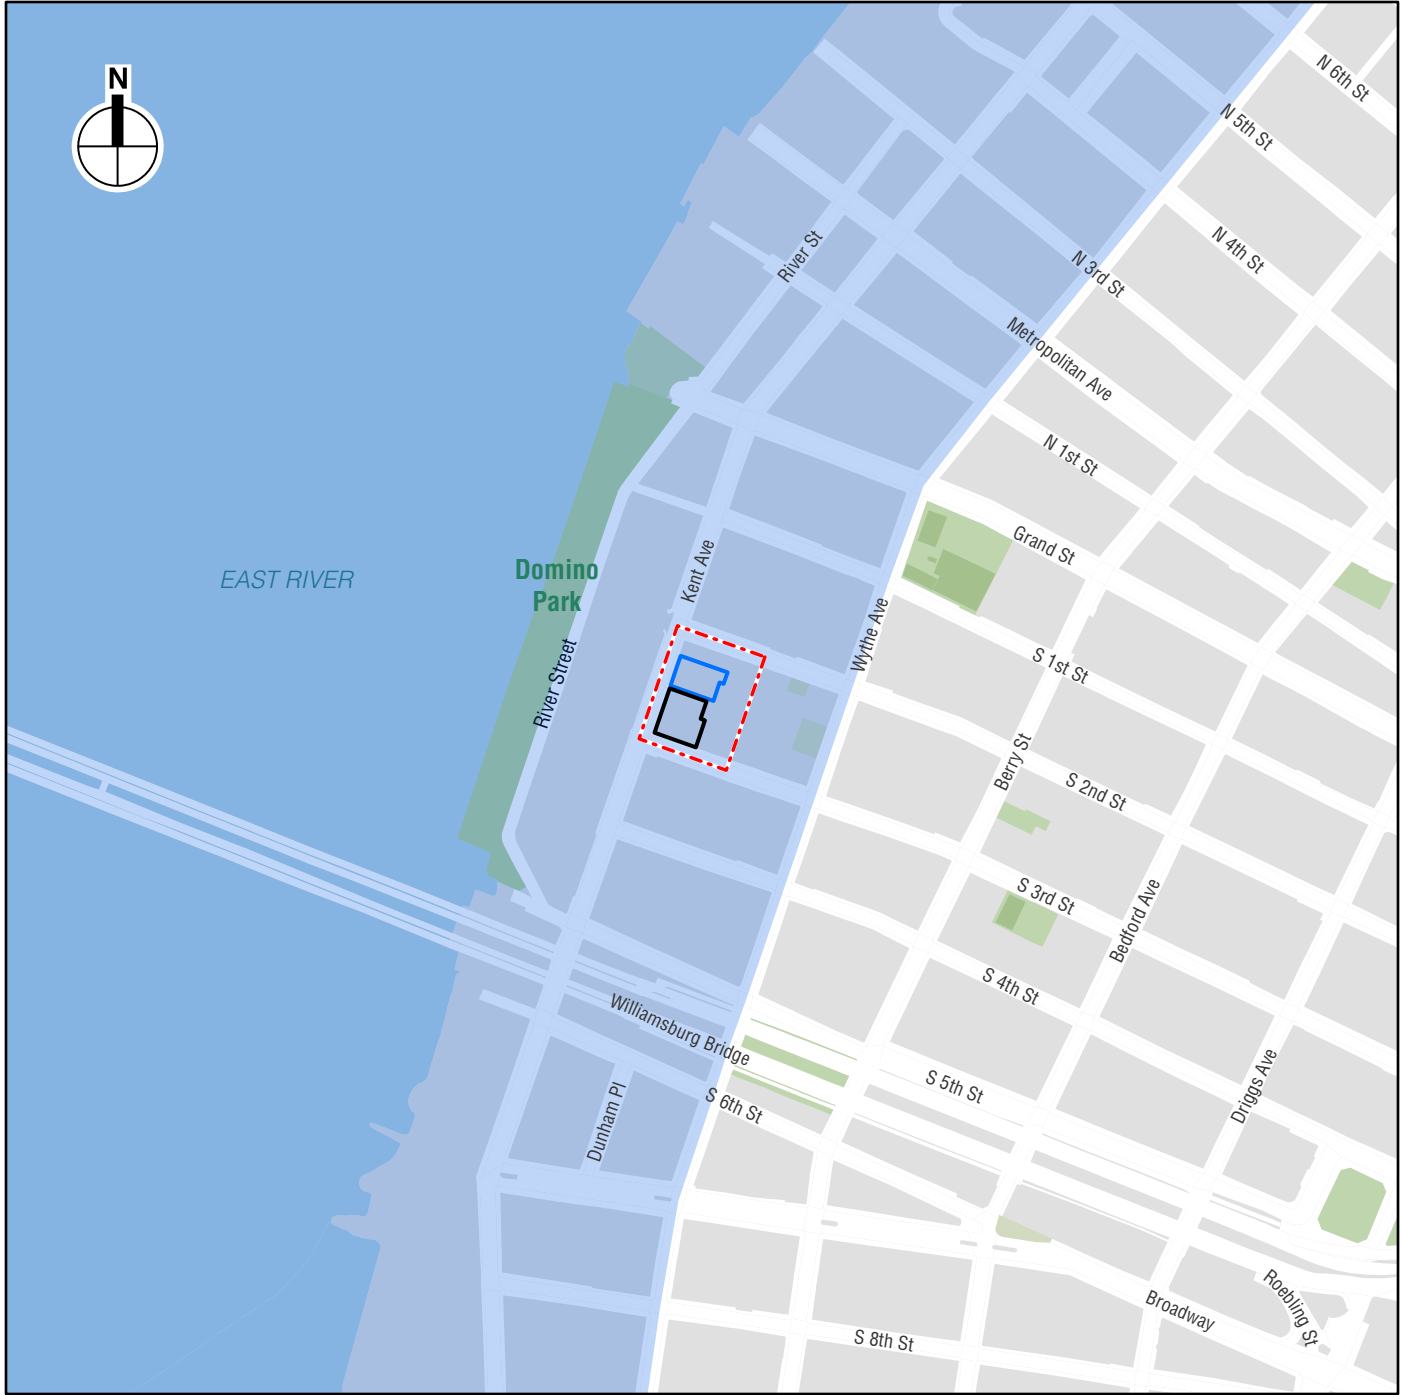 N
N 6th St
N 5th St
N 4th St
River St
N 3rd St
Metropolitan Ave
N 1st St
Grand St
Kent Ave
EAST RIVER
Domino
Park
Wythe Ave
River Street
S 1st St
Berry St
S 2nd St
S 3rd St
Bedford Ave
S 4th St
Williamsburg Bridge
S 5th St
Driggs Ave
S 6th St
Dunham Pl
Roebling St
Broadway
S 8th St